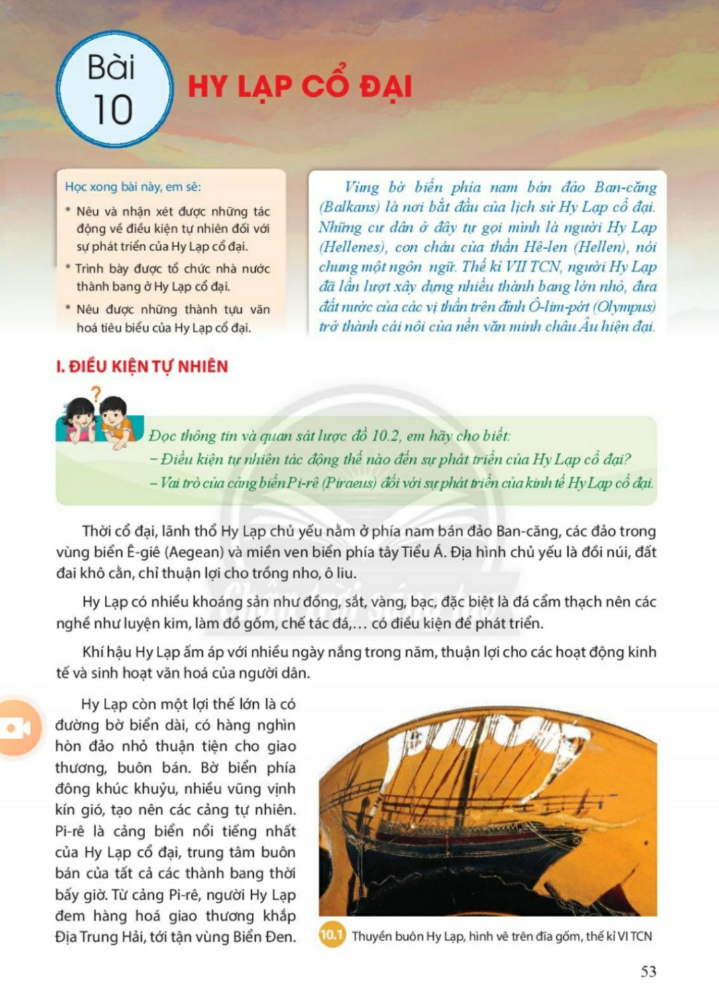 Bài
10
HY LẠP CỔ ĐẠI
Học xong bài này, em sẽ:
* Nêu và nhận xét được những tác
động về điều kiện tự nhiên đối với
sự phát triển của Hy Lạp cổ đại.
* Trình bày được tổ chức nhà nước
thành bang ở Hy Lạp cổ đại.
* Nêu được những thành tựu văn
hoá tiêu biểu của Hy Lạp cổ đại.
Vùng bờ biển phía nam bán đảo Ban-căng
(Balkans) là nơi bắt đầu của lịch sử Hy Lạp cổ đại.
Những cư dân ở đây tự gọi mình là người Hy Lạp
(Hellenes), con cháu của thần Hê-len (Hellen), nói
chung một ngôn ngữ. Thế kỉ VII TCN, người Hy Lạp
đã lần lượt xây dựng nhiều thành bang lớn nhỏ, đưa
đất nước của các vị thần trên đỉnh Ô-lim-pớt (Olympus)
trở thành cái nôi của nền văn minh châu Âu hiện đại.
I. ĐIỀU KIỆN TỰ NHIÊN
?
Đọc thông tin và quan sát lược đồ 10.2, em hãy cho biết:
– Điều kiện tự nhiên tác động thế nào đến sự phát triển của Hy Lạp cổ đại?
– Vai trò của cảng biển Pi-rê (Piraeus) đối với sự phát triển của kinh tế Hy Lạp cổ đại.
Thời cổ đại, lãnh thổ Hy Lạp chủ yếu nằm ở phía nam bán đảo Ban-căng, các đảo trong
vùng biển Ê-giê (Aegean) và miền ven biển phía tây Tiểu Á. Địa hình chủ yếu là đồi núi, đất
đai khô cằn, chỉ thuận lợi cho trồng nho, ô liu.
Hy Lạp có nhiều khoáng sản như đồng, sắt, vàng, bạc, đặc biệt là đá cẩm thạch nên các
nghề như luyện kim, làm đồ gốm, chế tác đá,... có điều kiện để phát triển.
Chân trời sáng tạo
Khí hậu Hy Lạp ấm áp với nhiều ngày nắng trong năm, thuận lợi cho các hoạt động kinh
tế và sinh hoạt văn hoá của người dân.
Hy Lạp còn một lợi thế lớn là có
đường bờ biển dài, có hàng nghìn
hòn đảo nhỏ thuận tiện cho giao
thương, buôn bán. Bờ biển phía
đông khúc khuỷu, nhiều vũng vịnh
kín gió, tạo nên các cảng tự nhiên.
Pi-rê là cảng biển nổi tiếng nhất
của Hy Lạp cổ đại, trung tâm buôn
bán của tất cả các thành bang thời
bấy giờ. Từ cảng Pi-rê, người Hy Lạp
đem hàng hoá giao thương khắp
Địa Trung Hải, tới tận vùng Biển Đen.
10.1 Thuyền buôn Hy Lạp, hình vẽ trên đĩa gốm, thế kỉ VI TCN
53